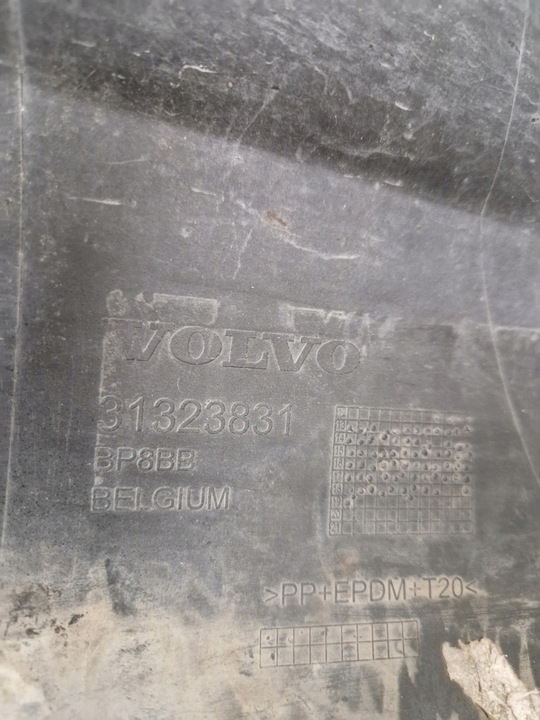 VOLVO
31323831
BP8BB
BELGIUM
>PP+EPDM+T20<